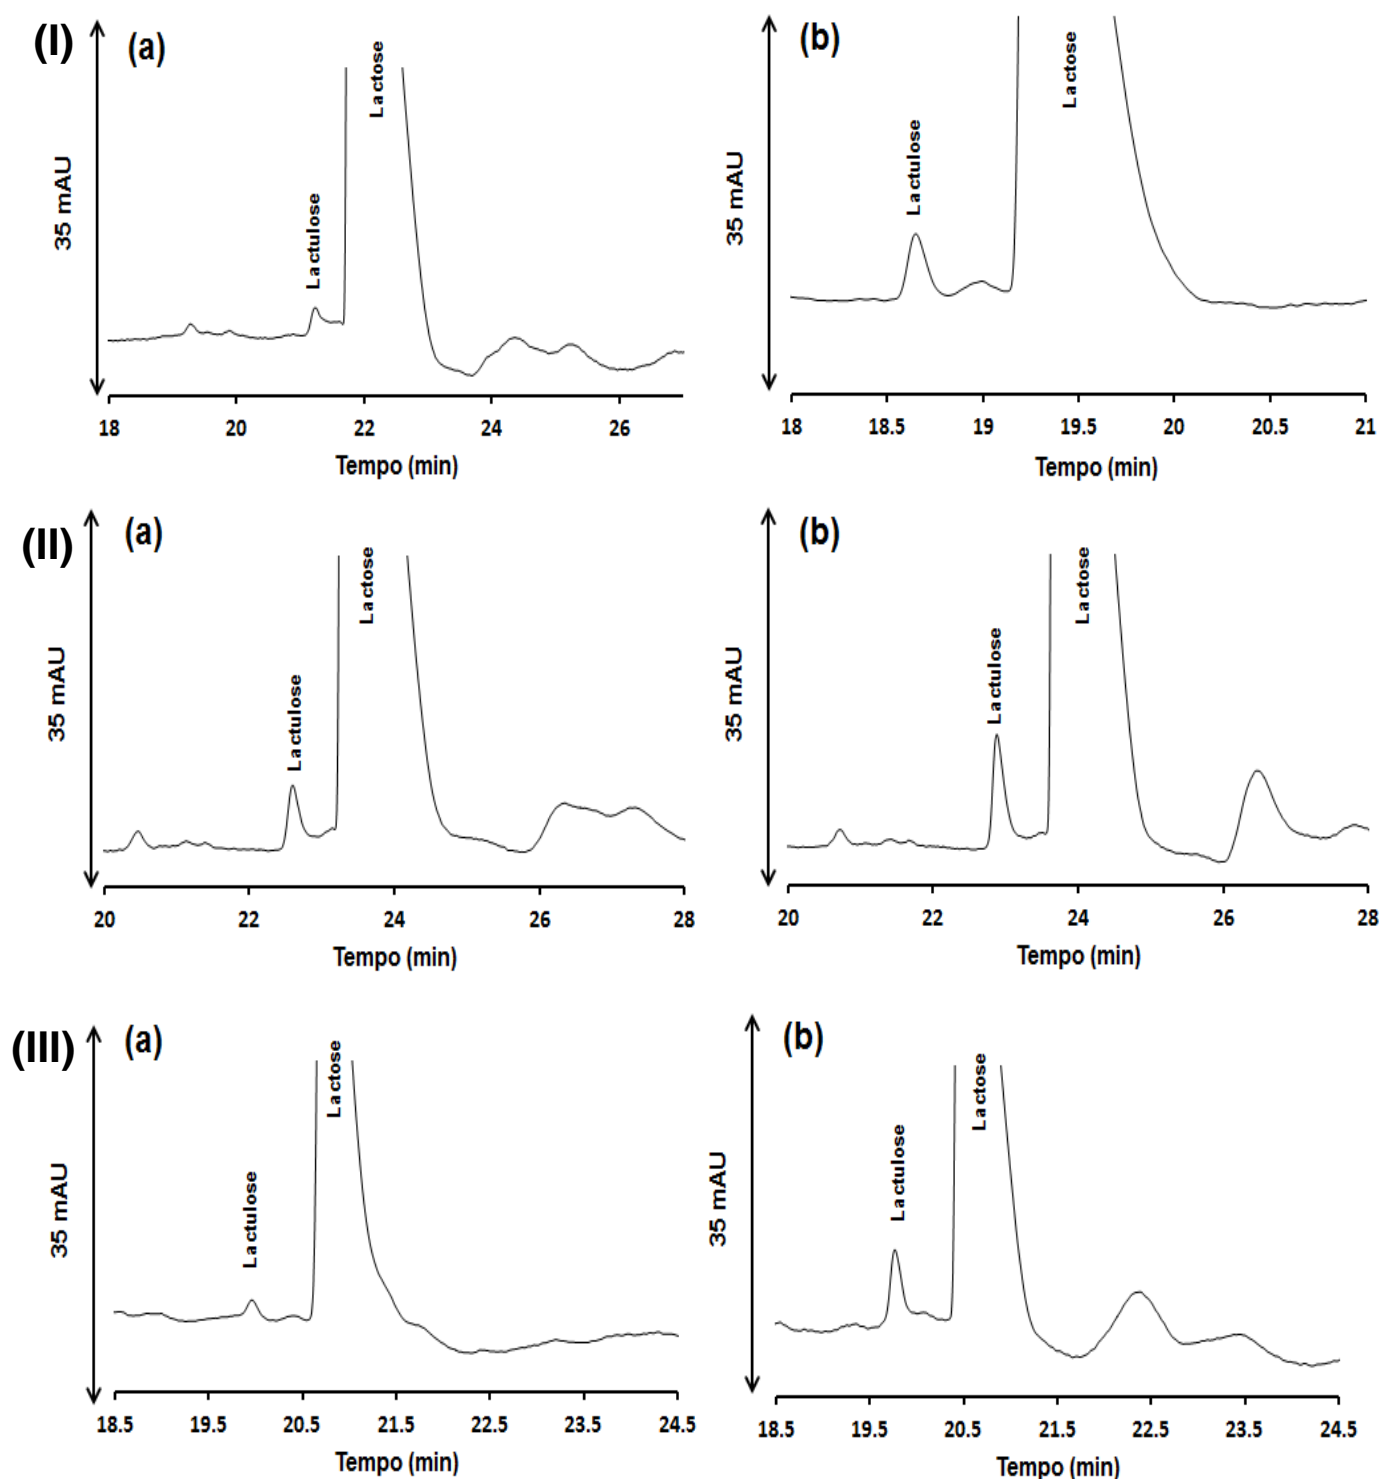 (I)
(a)
35 mAU
Lactulose
Lactose
18 20 22 24 26
Tempo (min)
(b)
35 mAU
Lactulose
Lactose
18 18.5 19 19.5 20 20.5 21
Tempo (min)
(II)
(a)
35 mAU
Lactulose
Lactose
20 22 24 26 28
Tempo (min)
(b)
35 mAU
Lactulose
Lactose
20 22 24 26 28
Tempo (min)
(III)
(a)
35 mAU
Lactulose
Lactose
18.5 19.5 20.5 21.5 22.5 23.5 24.5
Tempo (min)
(b)
35 mAU
Lactulose
Lactose
18.5 19.5 20.5 21.5 22.5 23.5 24.5
Tempo (min)